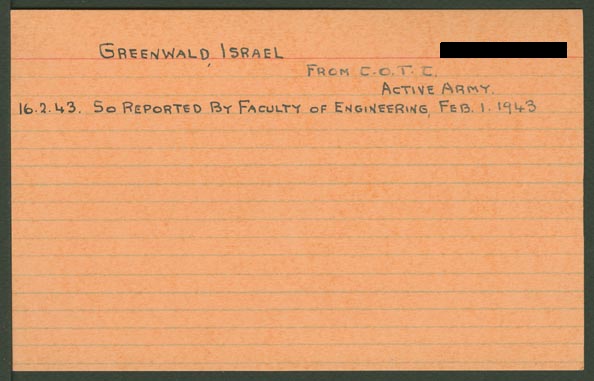 GREENWALD, ISRAEL
FROM C.O.T.C.
ACTIVE ARMY.
16.2.43. SO REPORTED BY FACULTY OF ENGINEERING, FEB. 1. 1943